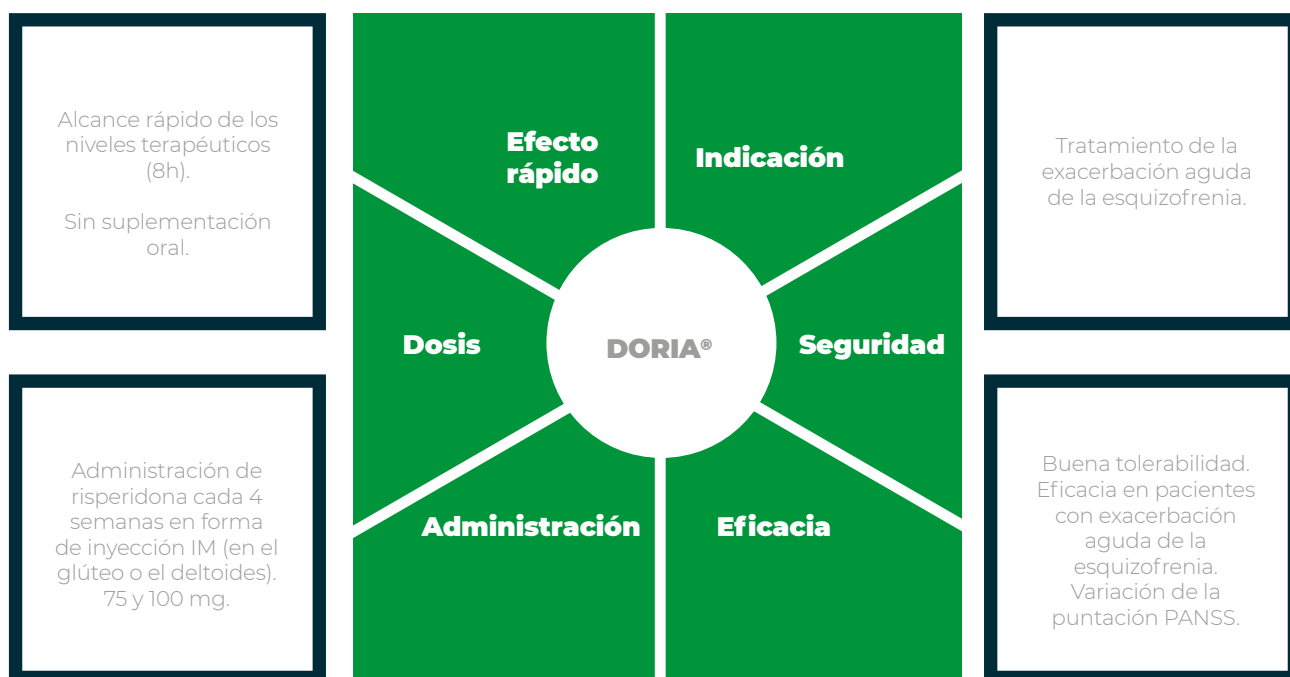 Alcance rápido de los
niveles terapéuticos
(8h).
Sin suplementación
oral.
Efecto
rápido
Indicación
Tratamiento de la
exacerbación aguda
de la esquizofrenia.
Dosis
DORIA®
Seguridad
Administración de
risperidona cada 4
semanas en forma
de inyección IM (en el
glúteo o el deltoides).
75 y 100 mg.
Administración
Eficacia
Buena tolerabilidad.
Eficacia en pacientes
con exacerbación
aguda de la
esquizofrenia.
Variación de la
puntación PANSS.